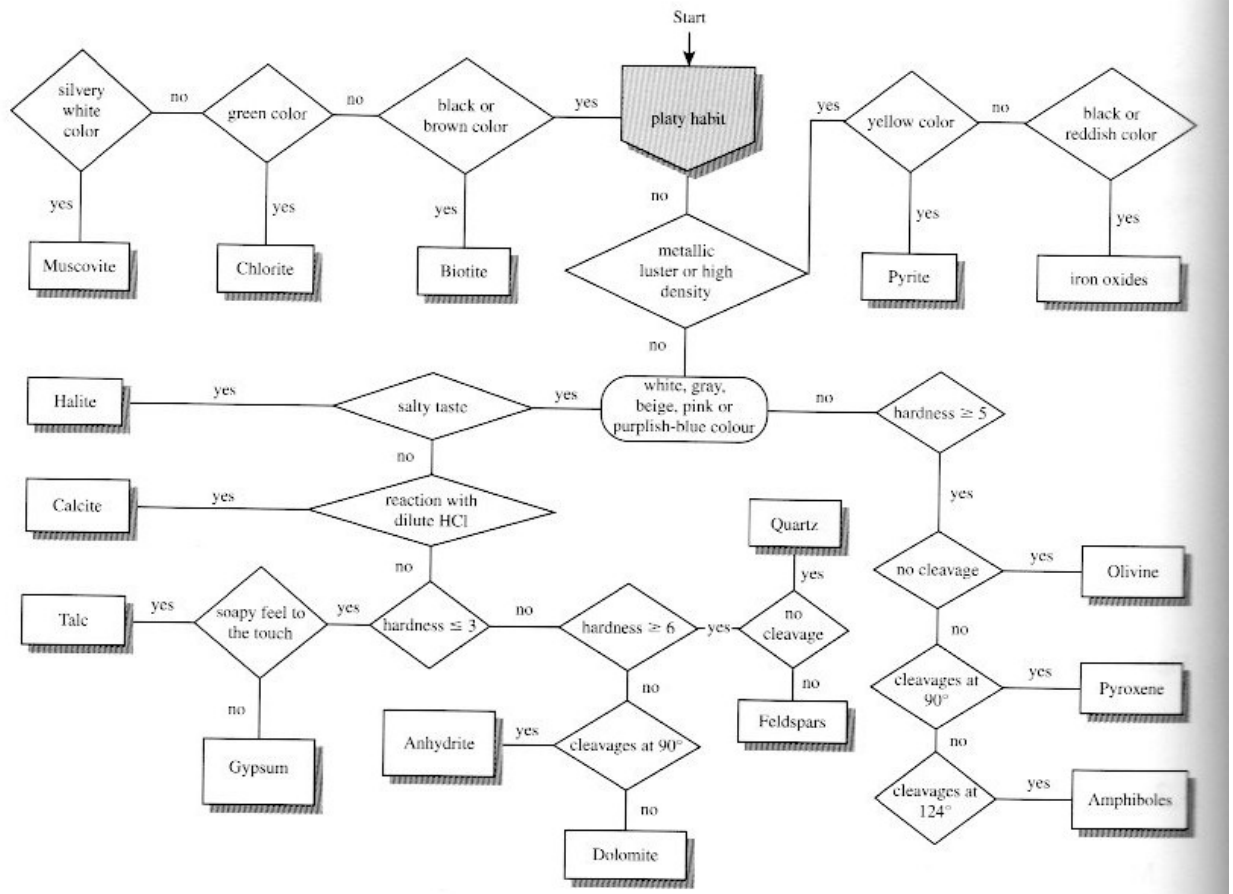 Start
silvery
white
color
no
green color
no
black or
brown color
yes
platy habit
yes
yellow color
no
black or
reddish color
yes
yes
yes
no
yes
yes
Muscovite
Chlorite
Biotite
metallic
luster or high
density
Pyrite
iron oxides
no
Halite
yes
salty taste
yes
white, gray,
beige, pink or
purplish-blue colour
no
hardness ≥ 5
no
yes
Calcite
yes
reaction with
dilute HCl
Quartz
no
yes
no cleavage
yes
Olivine
Talc
yes
soapy feel to
the touch
yes
hardness ≤ 3
no
hardness ≥ 6
yes
no
cleavage
no
no
no
no
cleavages at
90°
yes
Pyroxene
Gypsum
Anhydrite
yes
cleavages at 90°
Feldspars
no
no
cleavages at
124°
yes
Amphiboles
Dolomite